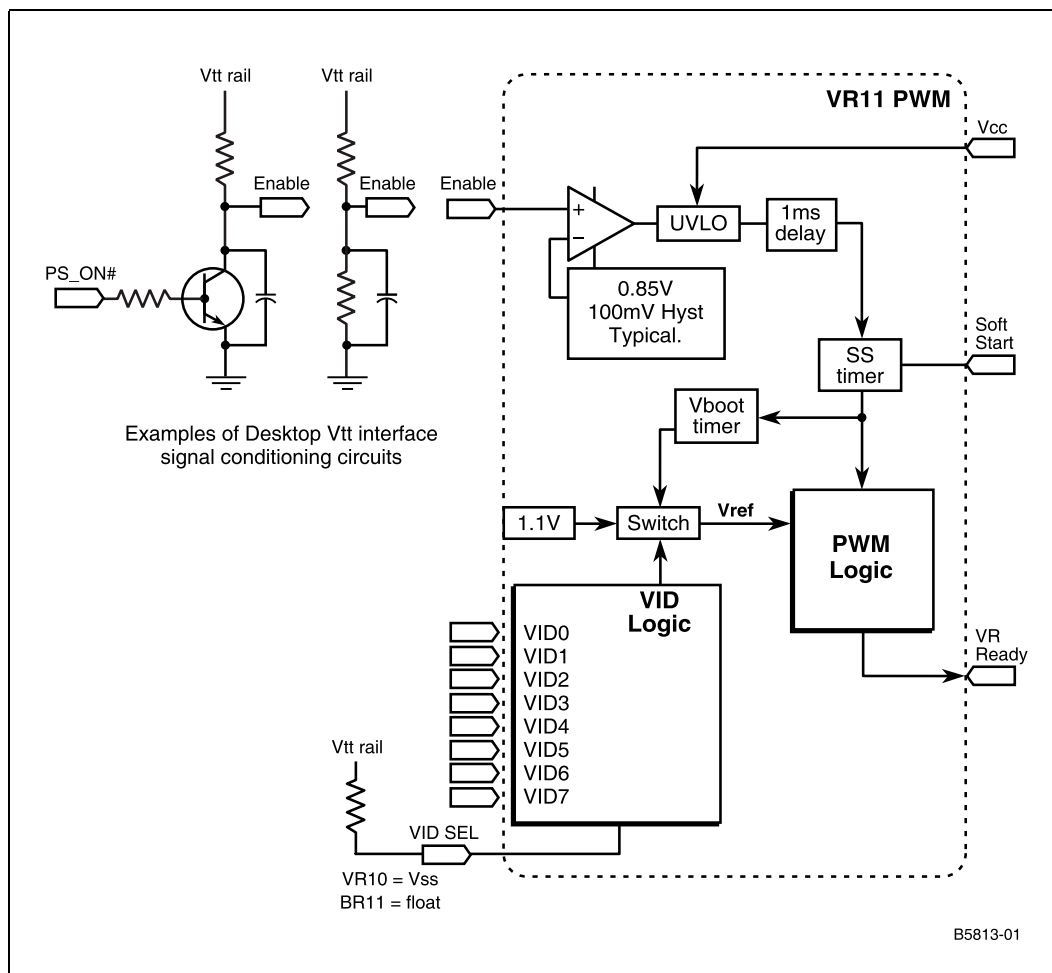 Vtt rail
Vtt rail
VR11 PWM
Vcc
Enable
Enable
Enable
+
−
UVLO
1ms
delay
PS_ON#
0.85V
100mV Hyst
Typical.
Soft
Start
SS
timer
Vboot
timer
Examples of Desktop Vtt interface
signal conditioning circuits
1.1V
Switch
Vref
PWM
Logic
VID
Logic
VID0
VID1
VID2
VID3
VID4
VID5
VID6
VID7
VR
Ready
Vtt rail
VID SEL
VR10 = Vss
BR11 = float
B5813-01